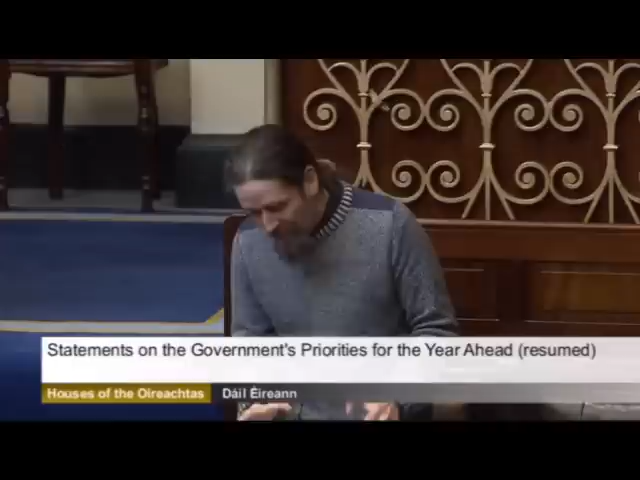 Statements on the Government's Priorities for the Year Ahead (resumed)
Houses of the Oireachtas Dáil Éireann